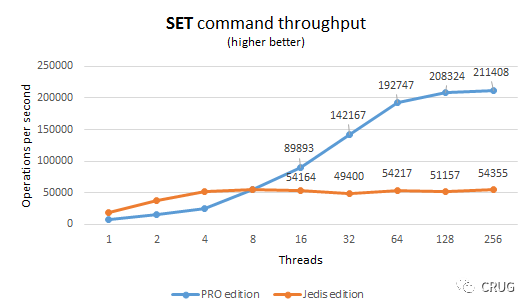 SET command throughput
(higher better)
Operations per second
250000
200000
150000
100000
50000
0
89893
142167
192747
208324
211408
54164
49400
54217
51157
54355
1 2 4 8 16 32 64 128 256
Threads
PRO edition Jedis edition
CRUG